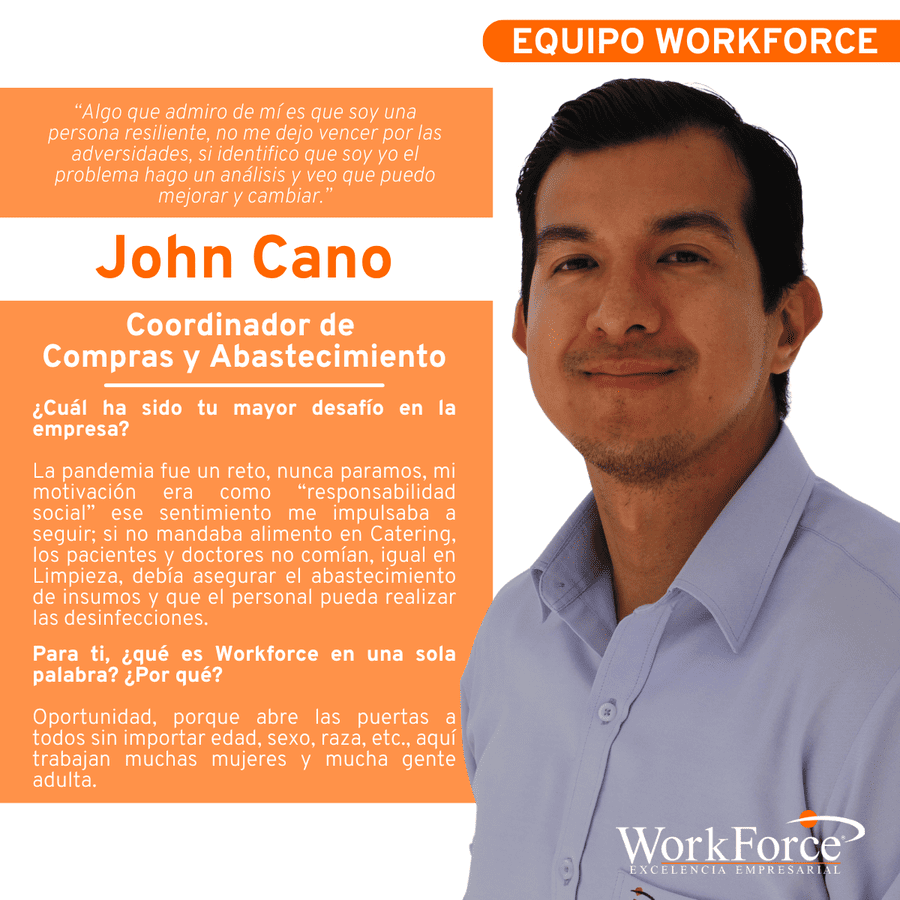 EQUIPO WORKFORCE
“Algo que admiro de mí es que soy una
persona resiliente, no me dejo vencer por las
adversidades, si identifico que soy yo el
problema hago un análisis y veo que puedo
mejorar y cambiar.”
John Cano
Coordinador de
Compras y Abastecimiento
¿Cuál ha sido tu mayor desafío en la
empresa?
La pandemia fue un reto, nunca paramos, mi
motivación era como “responsabilidad
social” ese sentimiento me impulsaba a
seguir; si no mandaba alimento en Catering,
los pacientes y doctores no comían, igual en
Limpieza, debía asegurar el abastecimiento
de insumos y que el personal pueda realizar
las desinfecciones.
Para ti, ¿qué es Workforce en una sola
palabra? ¿Por qué?
Oportunidad, porque abre las puertas a
todos sin importar edad, sexo, raza, etc., aquí
trabajan muchas mujeres y mucha gente
adulta.
WorkForce®
EXCELENCIA EMPRESARIAL